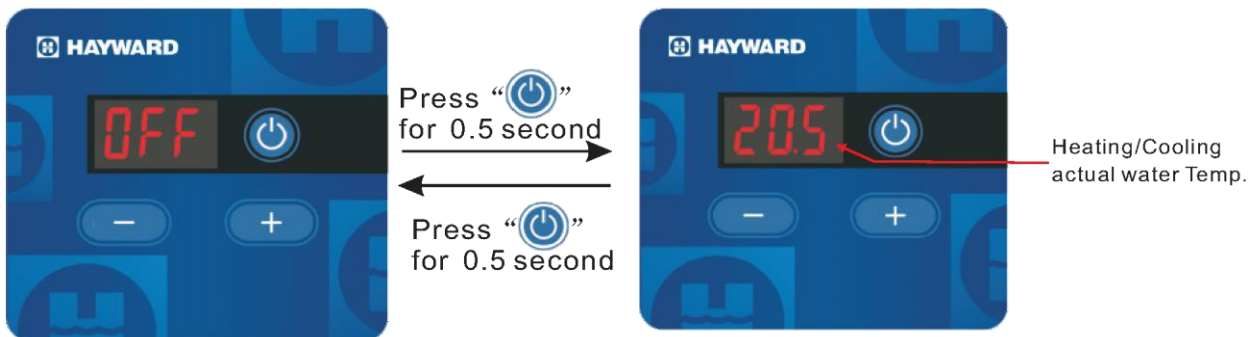 HAYWARD
OFF
−
+
Press “ ”
for 0.5 second
Press “ ”
for 0.5 second
HAYWARD
20.5
−
+
Heating/Cooling
actual water Temp.